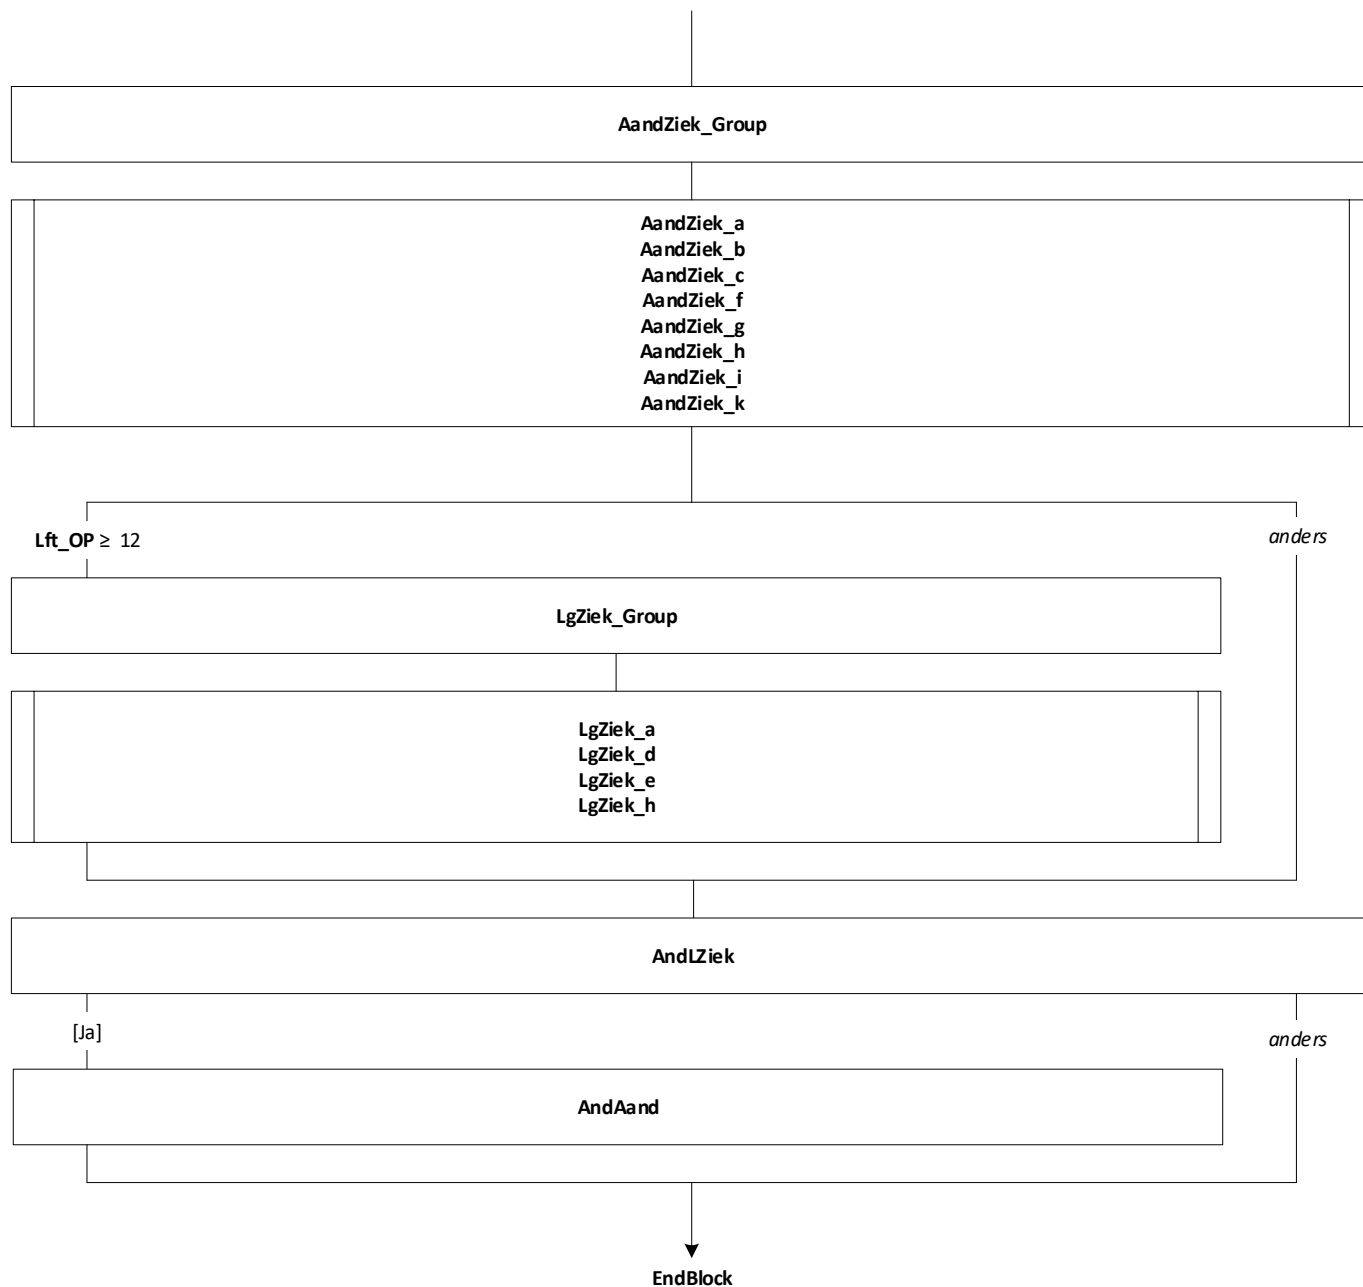 AandZiek_Group
AandZiek_a
AandZiek_b
AandZiek_c
AandZiek_f
AandZiek_g
AandZiek_h
AandZiek_i
AandZiek_k
Lft_OP ≥ 12
anders
LgZiek_Group
LgZiek_a
LgZiek_d
LgZiek_e
LgZiek_h
AndLZiek
[Ja]
anders
AndAand
EndBlock